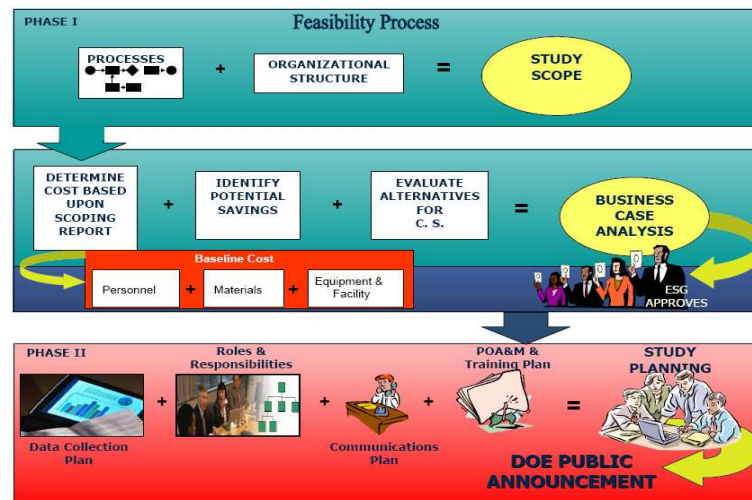 PHASE I
Feasibility Process
PROCESSES
+
ORGANIZATIONAL
STRUCTURE
=
STUDY
SCOPE
DETERMINE
COST BASED
UPON
SCOPING
REPORT
+
IDENTIFY
POTENTIAL
SAVINGS
+
EVALUATE
ALTERNATIVES
FOR
C. S.
=
BUSINESS
CASE
ANALYSIS
Baseline Cost
Personnel
+
Materials
+
Equipment &
Facility
ESG
APPROVES
PHASE II
Data Collection
Plan
+
Roles &
Responsibilities
+
Communications
Plan
+
POA&M &
Training Plan
=
STUDY
PLANNING
DOE PUBLIC
ANNOUNCEMENT